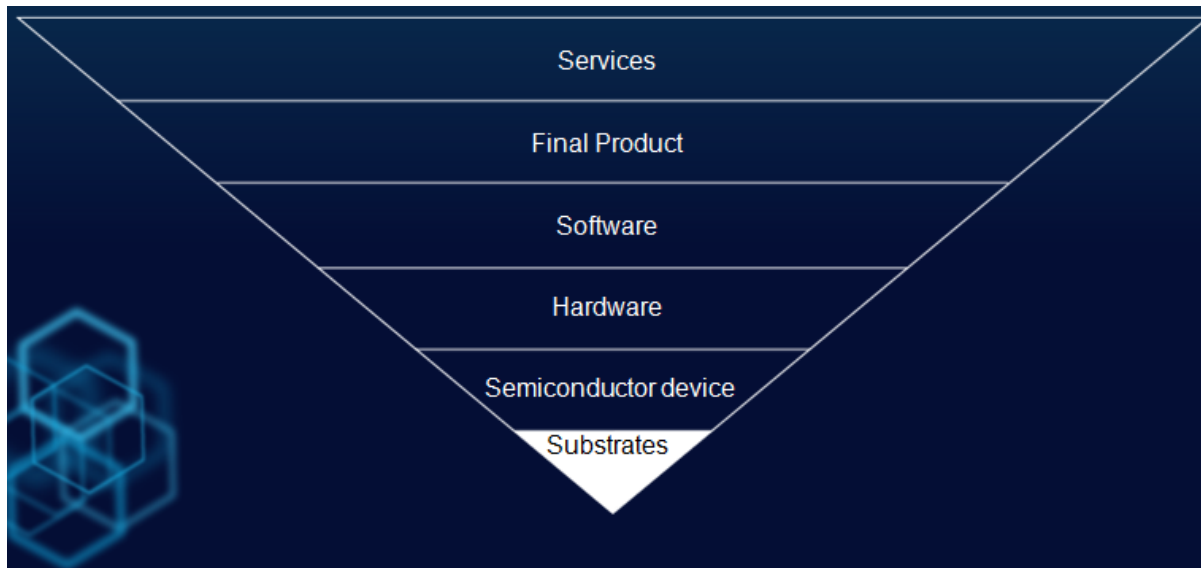 Services
Final Product
Software
Hardware
Semiconductor device
Substrates